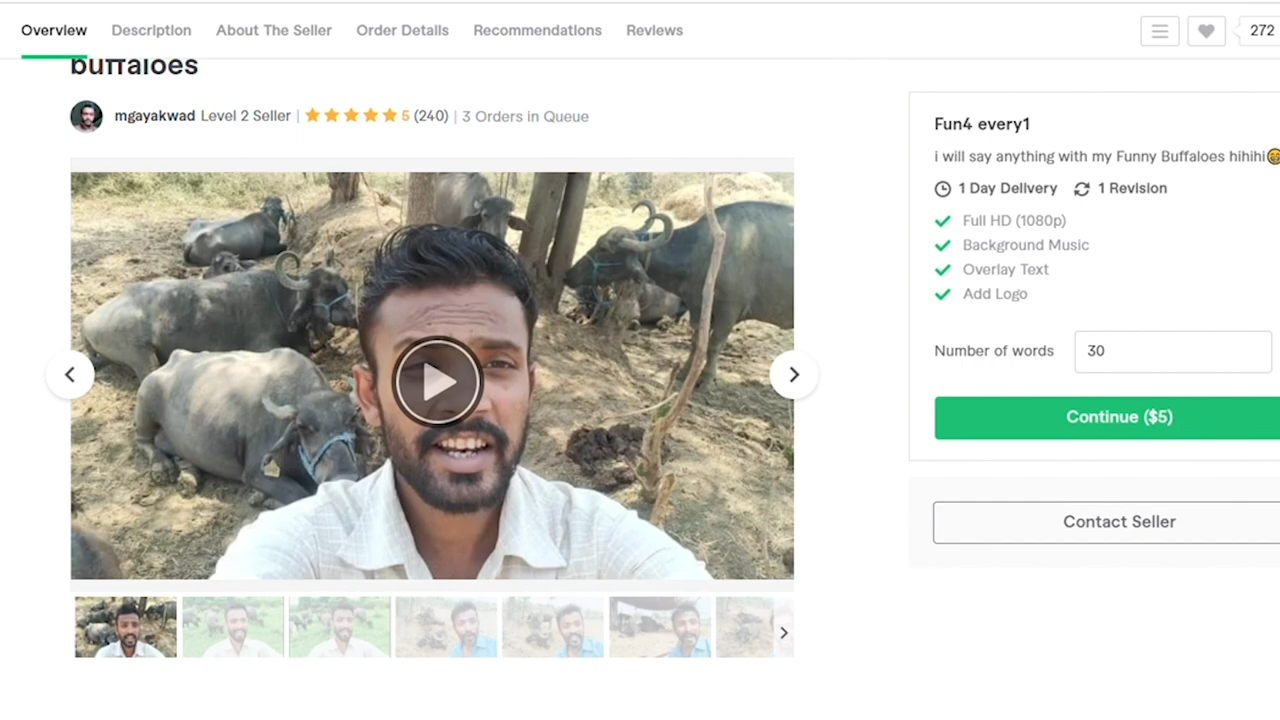 Overview Description About The Seller Order Details Recommendations Reviews 272
buffaloes
mgayakwad Level 2 Seller | 5 (240) | 3 Orders in Queue
Fun4 every1
i will say anything with my Funny Buffaloes hihihi😁
1 Day Delivery 1 Revision
Full HD (1080p)
Background Music
Overlay Text
Add Logo
Number of words 30
Continue ($5)
Contact Seller